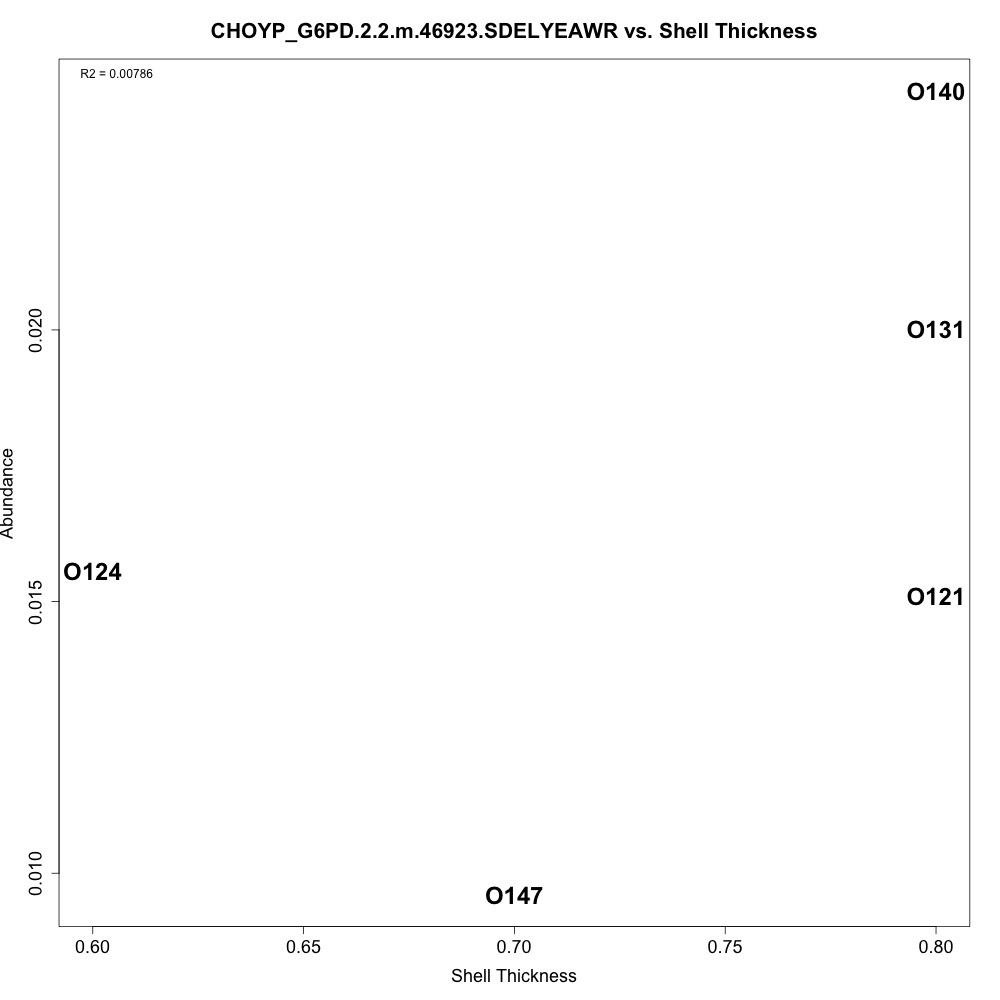 CHOYP_G6PD.2.2.m.46923.SDELYEAWR vs. Shell Thickness
R2 = 0.00786
O140
0.020
O131
Abundance
O124
0.015
O121
0.010
O147
0.60 0.65 0.70 0.75 0.80
Shell Thickness